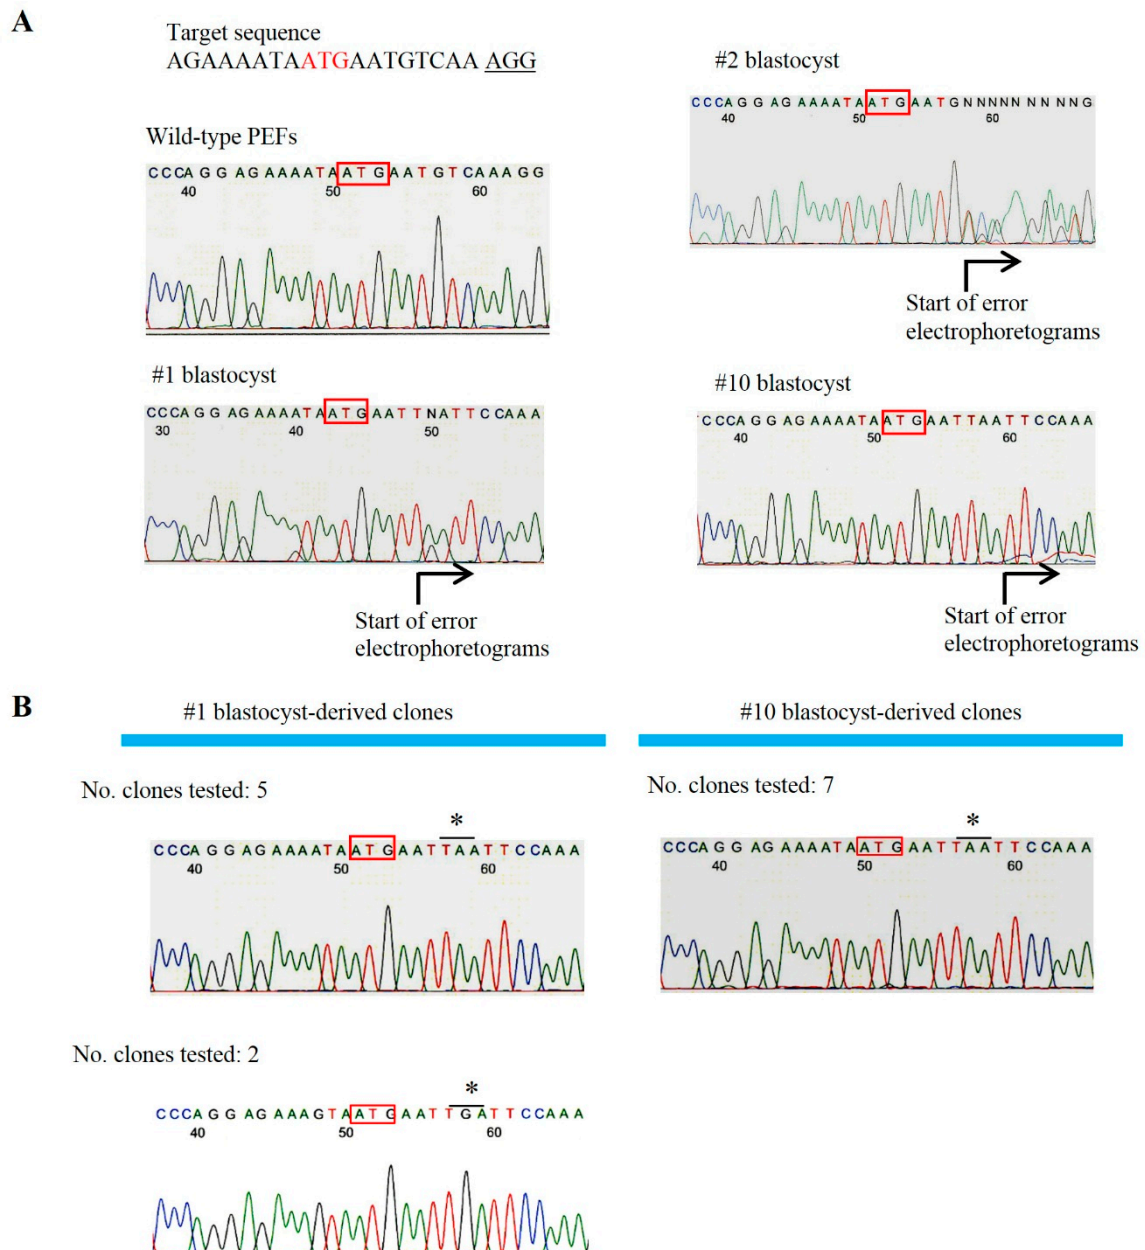 A
Target sequence
AGAAAATAATGAATGTCAA AGG
Wild-type PEFs
CCCAGGAGAAAATAATGAATGTCAAAGG
40 50 60
#2 blastocyst
CCCAGGAGAAAATAATGAATGNNNNNNNNNG
40 50 60
Start of error
electrophoretograms
#1 blastocyst
CCCAGGAGAAAATAATGAATTNATTCCAAA
30 40 50
Start of error
electrophoretograms
#10 blastocyst
CCCAGGAGAAAATAATGAATTAATTCCAAA
40 50 60
Start of error
electrophoretograms
B
#1 blastocyst-derived clones
No. clones tested: 5
*
CCCAGGAGAAAATAATGAATTAATTCCAAA
40 50 60
No. clones tested: 2
*
CCCAGGAGAAAGTAATGAATTGATTCCAAA
40 50 60
#10 blastocyst-derived clones
No. clones tested: 7
*
CCCAGGAGAAAATAATGAATTAATTCCAAA
40 50 60